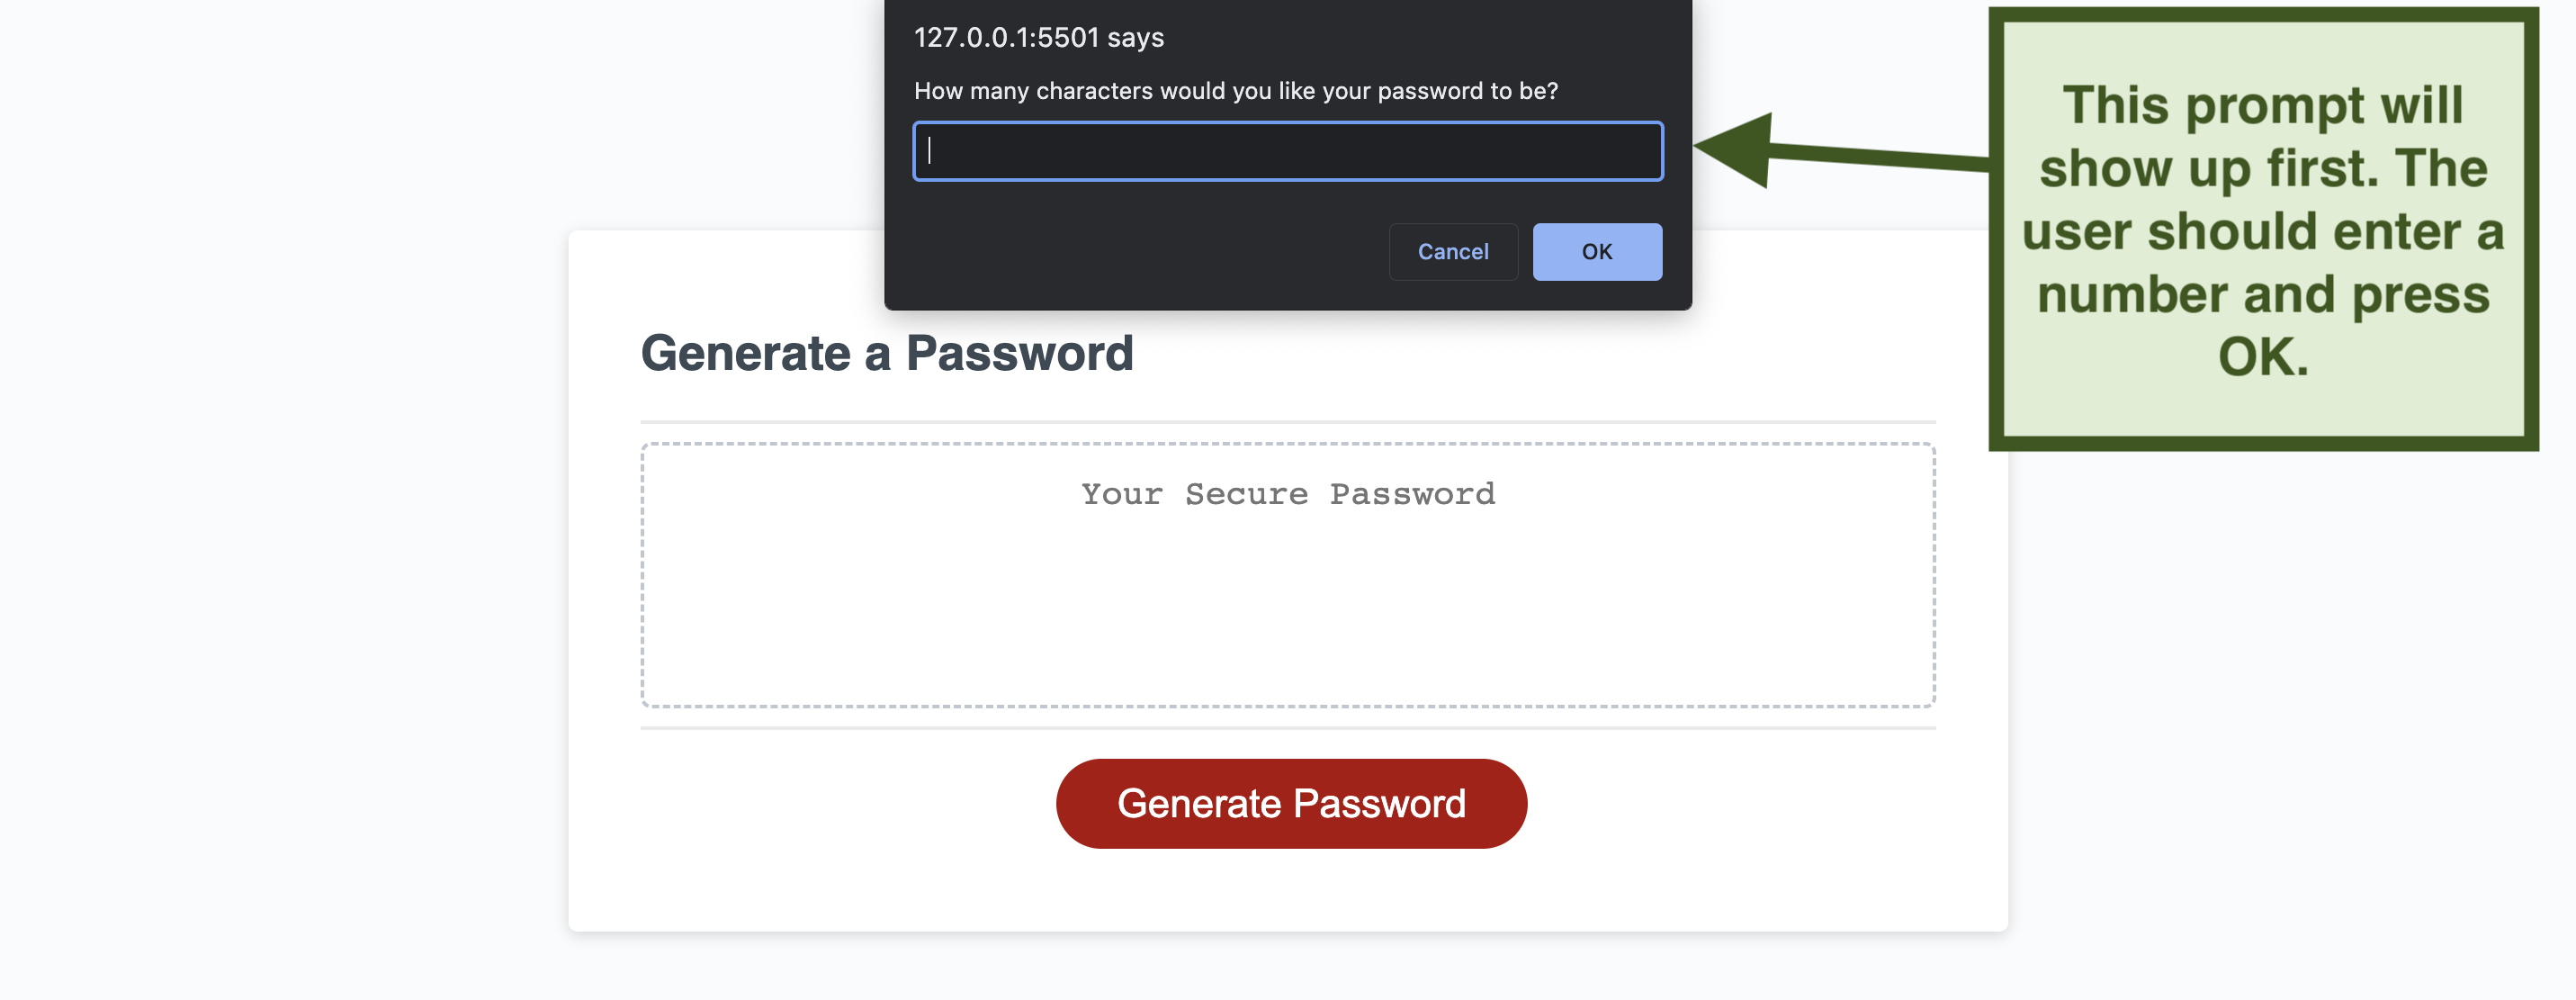 127.0.0.1:5501 says
How many characters would you like your password to be?
Cancel
OK
This prompt will
show up first. The
user should enter a
number and press
OK.
Generate a Password
Your Secure Password
Generate Password